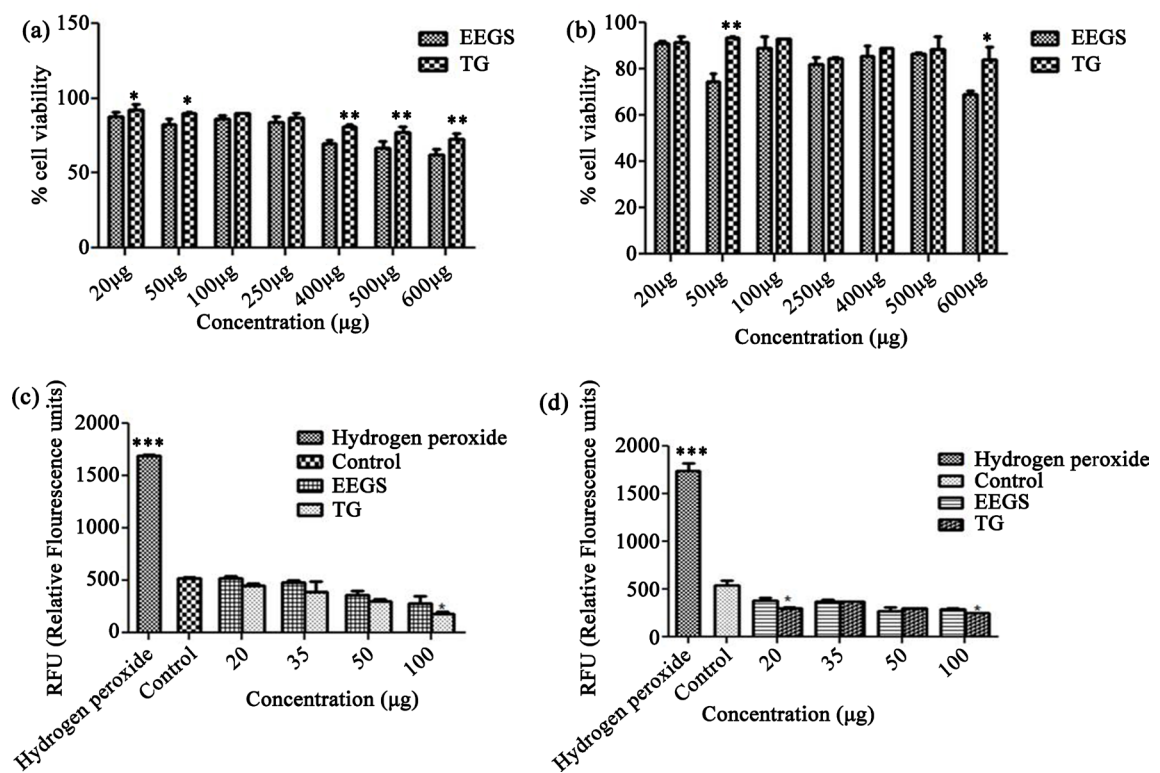 (a)
150
100
50
0
% cell viability
EEGS
TG
* * ** ** **
20µg 50µg 100µg 250µg 400µg 500µg 600µg
Concentration (µg)
(b)
100
80
60
40
20
0
% cell viability
EEGS
TG
** *
20µg 50µg 100µg 250µg 400µg 500µg 600µg
Concentration (µg)
(c)
2000
1500
1000
500
0
RFU (Relative Flourescence units)
Hydrogen peroxide
Control
EEGS
TG
*** *
Hydrogen peroxide Control 20 35 50 100
Concentration (µg)
(d)
2000
1500
1000
500
0
RFU (Relative Flourescence units)
Hydrogen peroxide
Control
EEGS
TG
*** * *
Hydrogen peroxide Control 20 35 50 100
Concentration (µg)